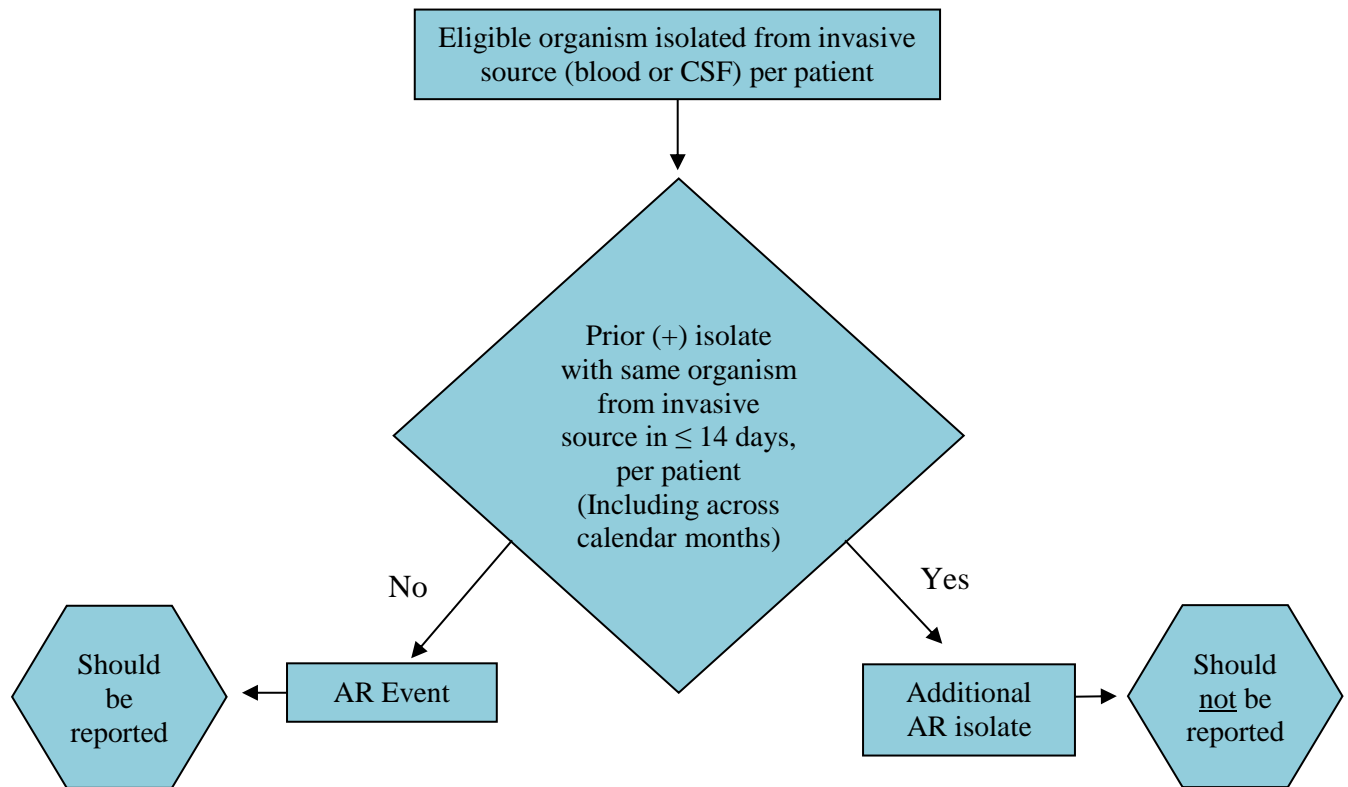 Eligible organism isolated from invasive
source (blood or CSF) per patient
Prior (+) isolate
with same organism
from invasive
source in ≤ 14 days,
per patient
(Including across
calendar months)
No
Yes
Should
be
reported
AR Event
Additional
AR isolate
Should
not be
reported